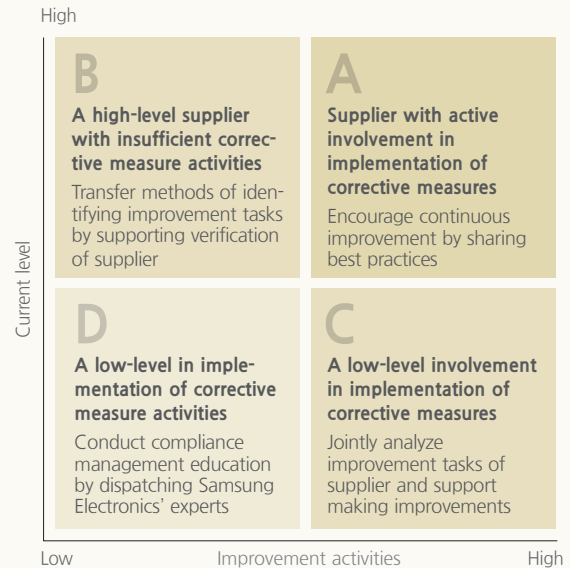 High
B
A high-level supplier
with insufficient correc-
tive measure activities
Transfer methods of iden-
tifying improvement tasks
by supporting verification
of supplier
A
Supplier with active
involvement in
implementation of
corrective measures
Encourage continuous
improvement by sharing
best practices
Current level
D
A low-level in imple-
mentation of corrective
measure activities
Conduct compliance
management education
by dispatching Samsung
Electronics’ experts
C
A low-level involvement
in implementation of
corrective measures
Jointly analyze
improvement tasks of
supplier and support
making improvements
Low
Improvement activities
High